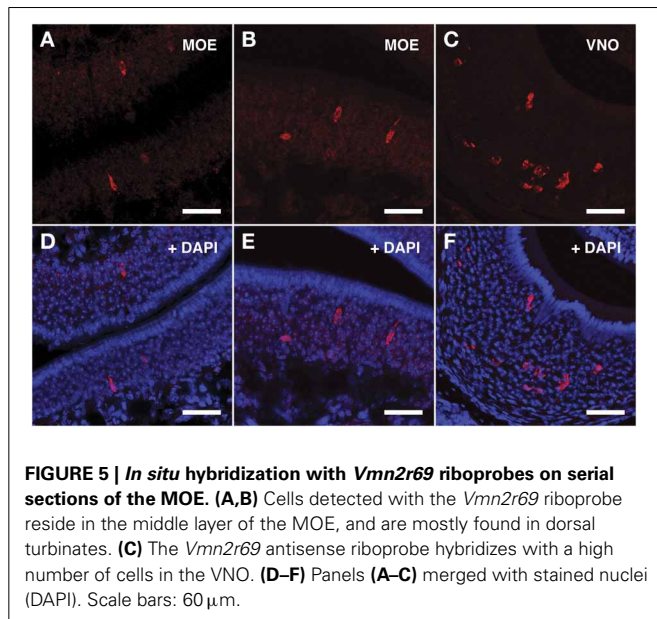 A MOE
B MOE
C VNO
D + DAPI
E + DAPI
F + DAPI
FIGURE 5 | In situ hybridization with Vmn2r69 riboprobes on serial
sections of the MOE. (A,B) Cells detected with the Vmn2r69 riboprobe
reside in the middle layer of the MOE, and are mostly found in dorsal
turbinates. (C) The Vmn2r69 antisense riboprobe hybridizes with a high
number of cells in the VNO. (D–F) Panels (A–C) merged with stained nuclei
(DAPI). Scale bars: 60 μm.